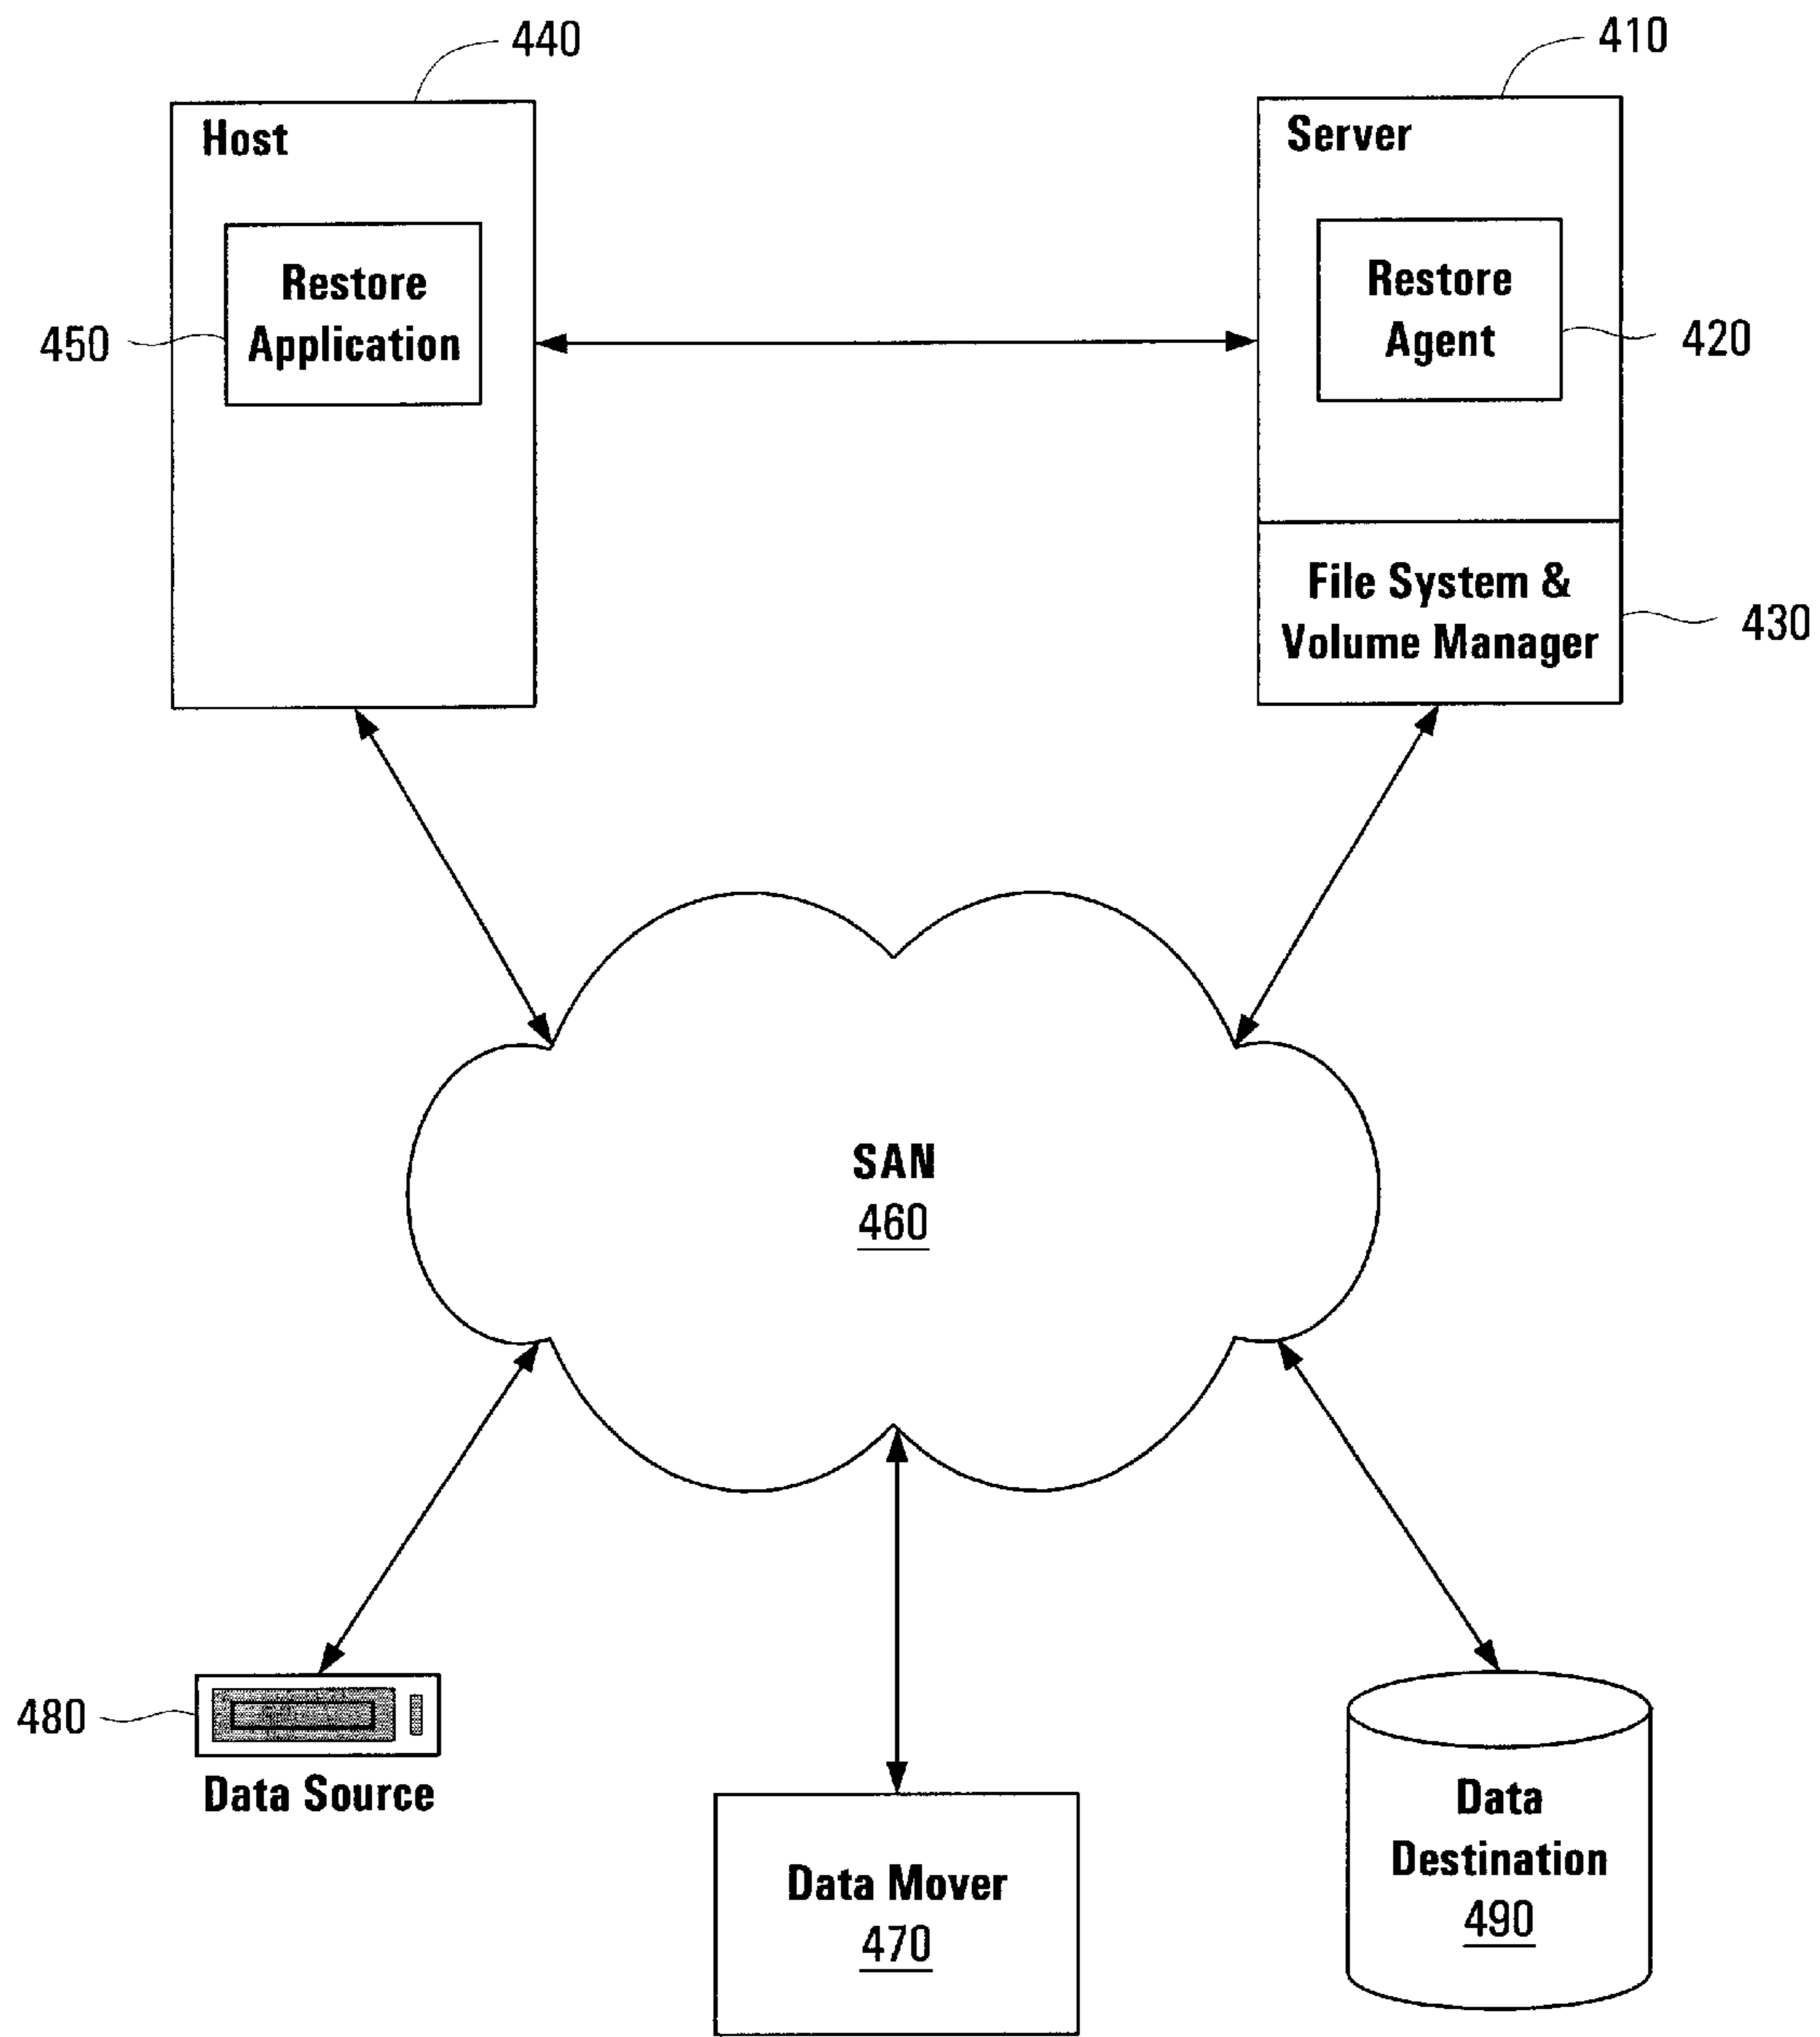 440
410
Host
Server
Restore
Application
450
Restore
Agent
420
File System &
Volume Manager
430
SAN
460
480
Data Source
Data Mover
470
Data
Destination
490